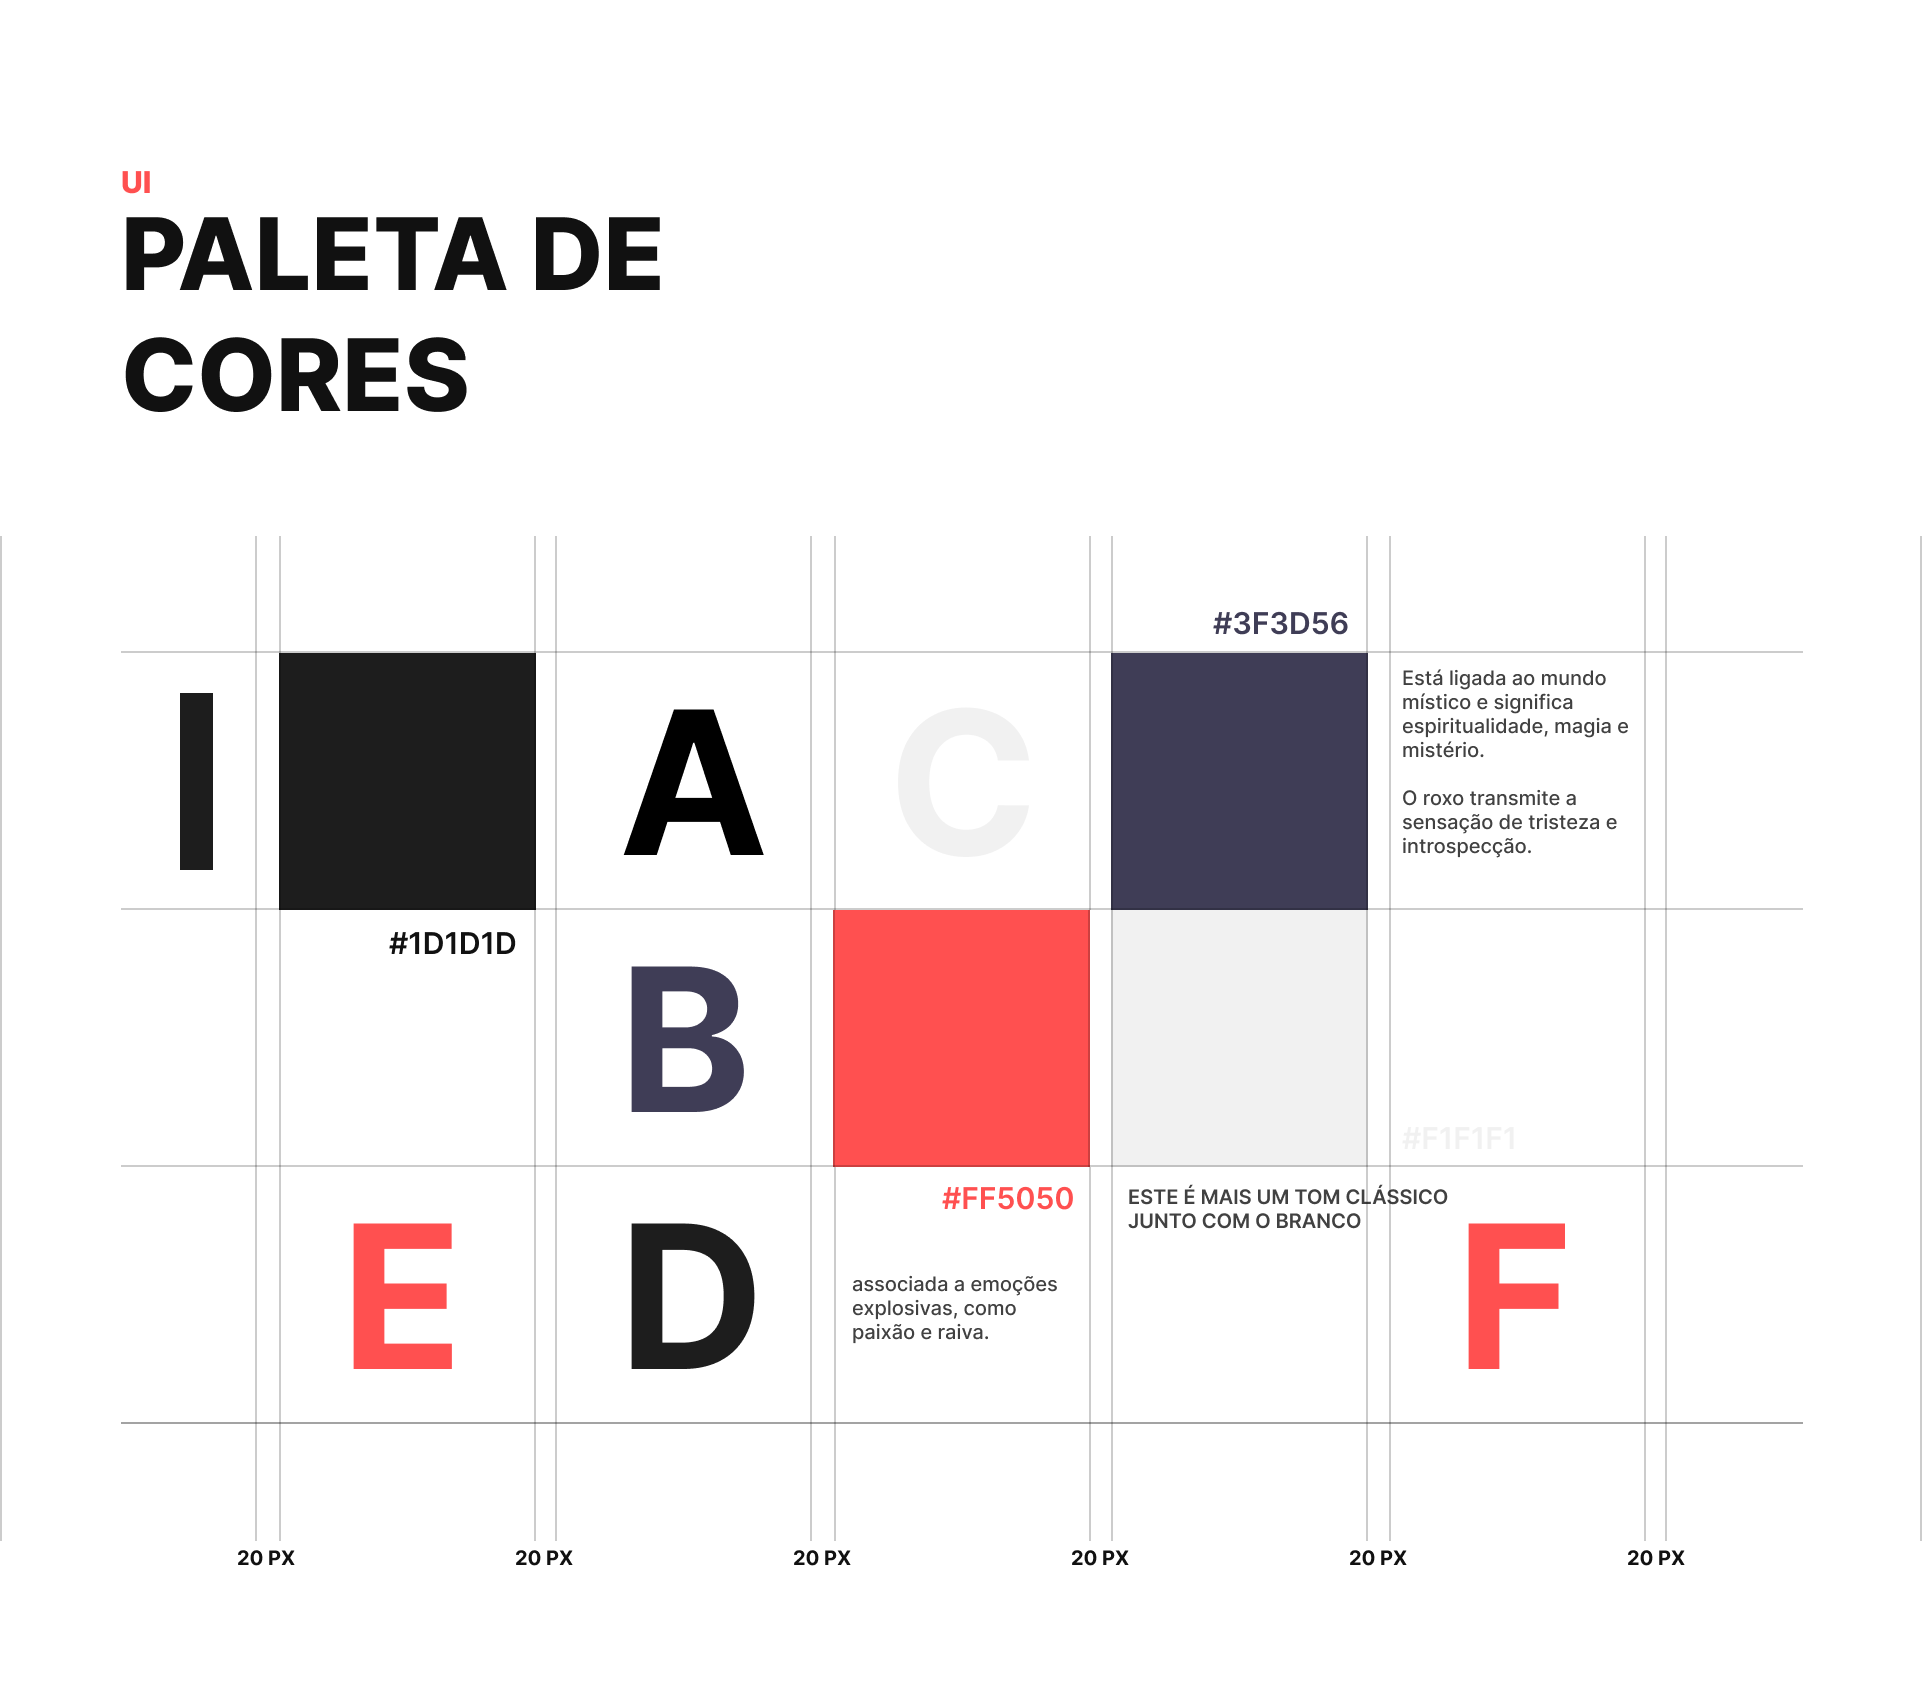 UI
PALETA DE
CORES
#3F3D56
I
A
C
Está ligada ao mundo
místico e significa
espiritualidade, magia e
mistério.
O roxo transmite a
sensação de tristeza e
introspecção.
#1D1D1D
B
#F1F1F1
#FF5050
ESTE É MAIS UM TOM CLÁSSICO
JUNTO COM O BRANCO
E
D
associada a emoções
explosivas, como
paixão e raiva.
F
20 PX
20 PX
20 PX
20 PX
20 PX
20 PX